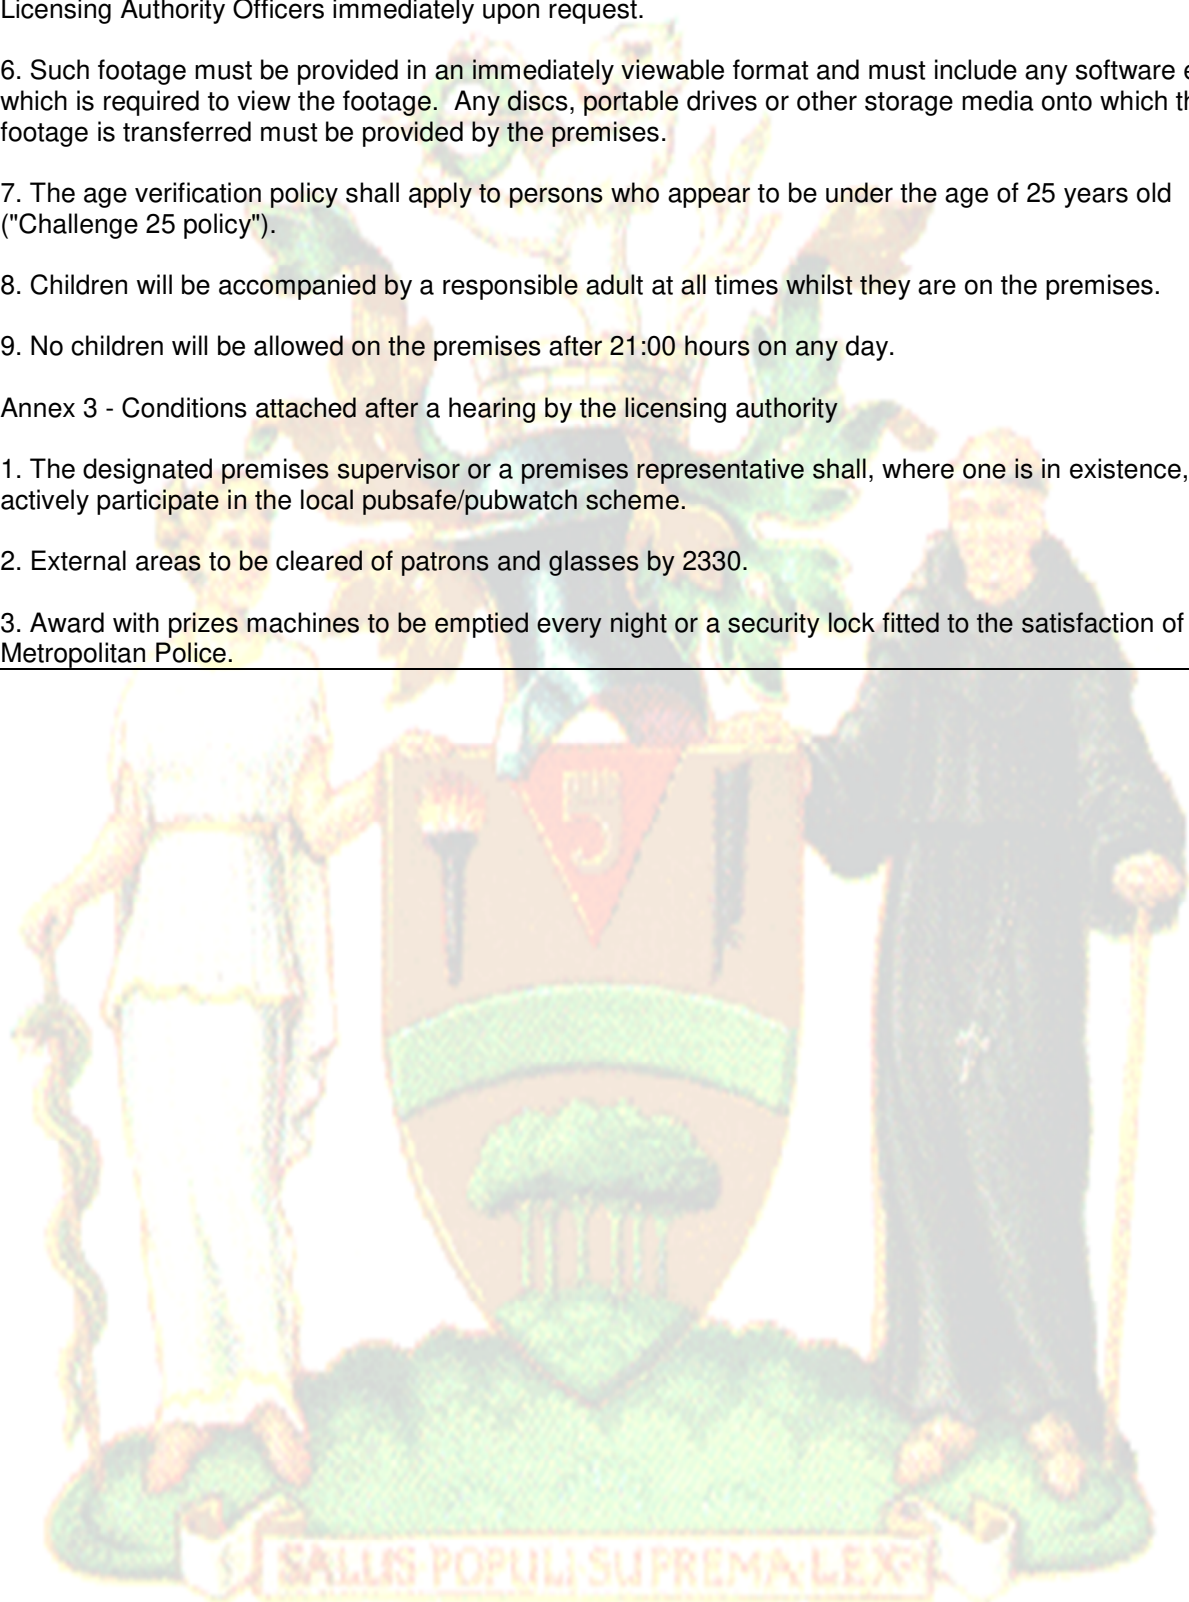 Licensing Authority Officers immediately upon request.
6. Such footage must be provided in an immediately viewable format and must include any software
which is required to view the footage.  Any discs, portable drives or other storage media onto which
footage is transferred must be provided by the premises.
7. The age verification policy shall apply to persons who appear to be under the age of 25 years old
("Challenge 25 policy").
8. Children will be accompanied by a responsible adult at all times whilst they are on the premises.
9. No children will be allowed on the premises after 21:00 hours on any day.
Annex 3 - Conditions attached after a hearing by the licensing authority
1. The designated premises supervisor or a premises representative shall, where one is in existence,
actively participate in the local pubsafe/pubwatch scheme.
2. External areas to be cleared of patrons and glasses by 2330.
3. Award with prizes machines to be emptied every night or a security lock fitted to the satisfaction of
Metropolitan Police.
5
SALUS POPULI SUPREMA LEX